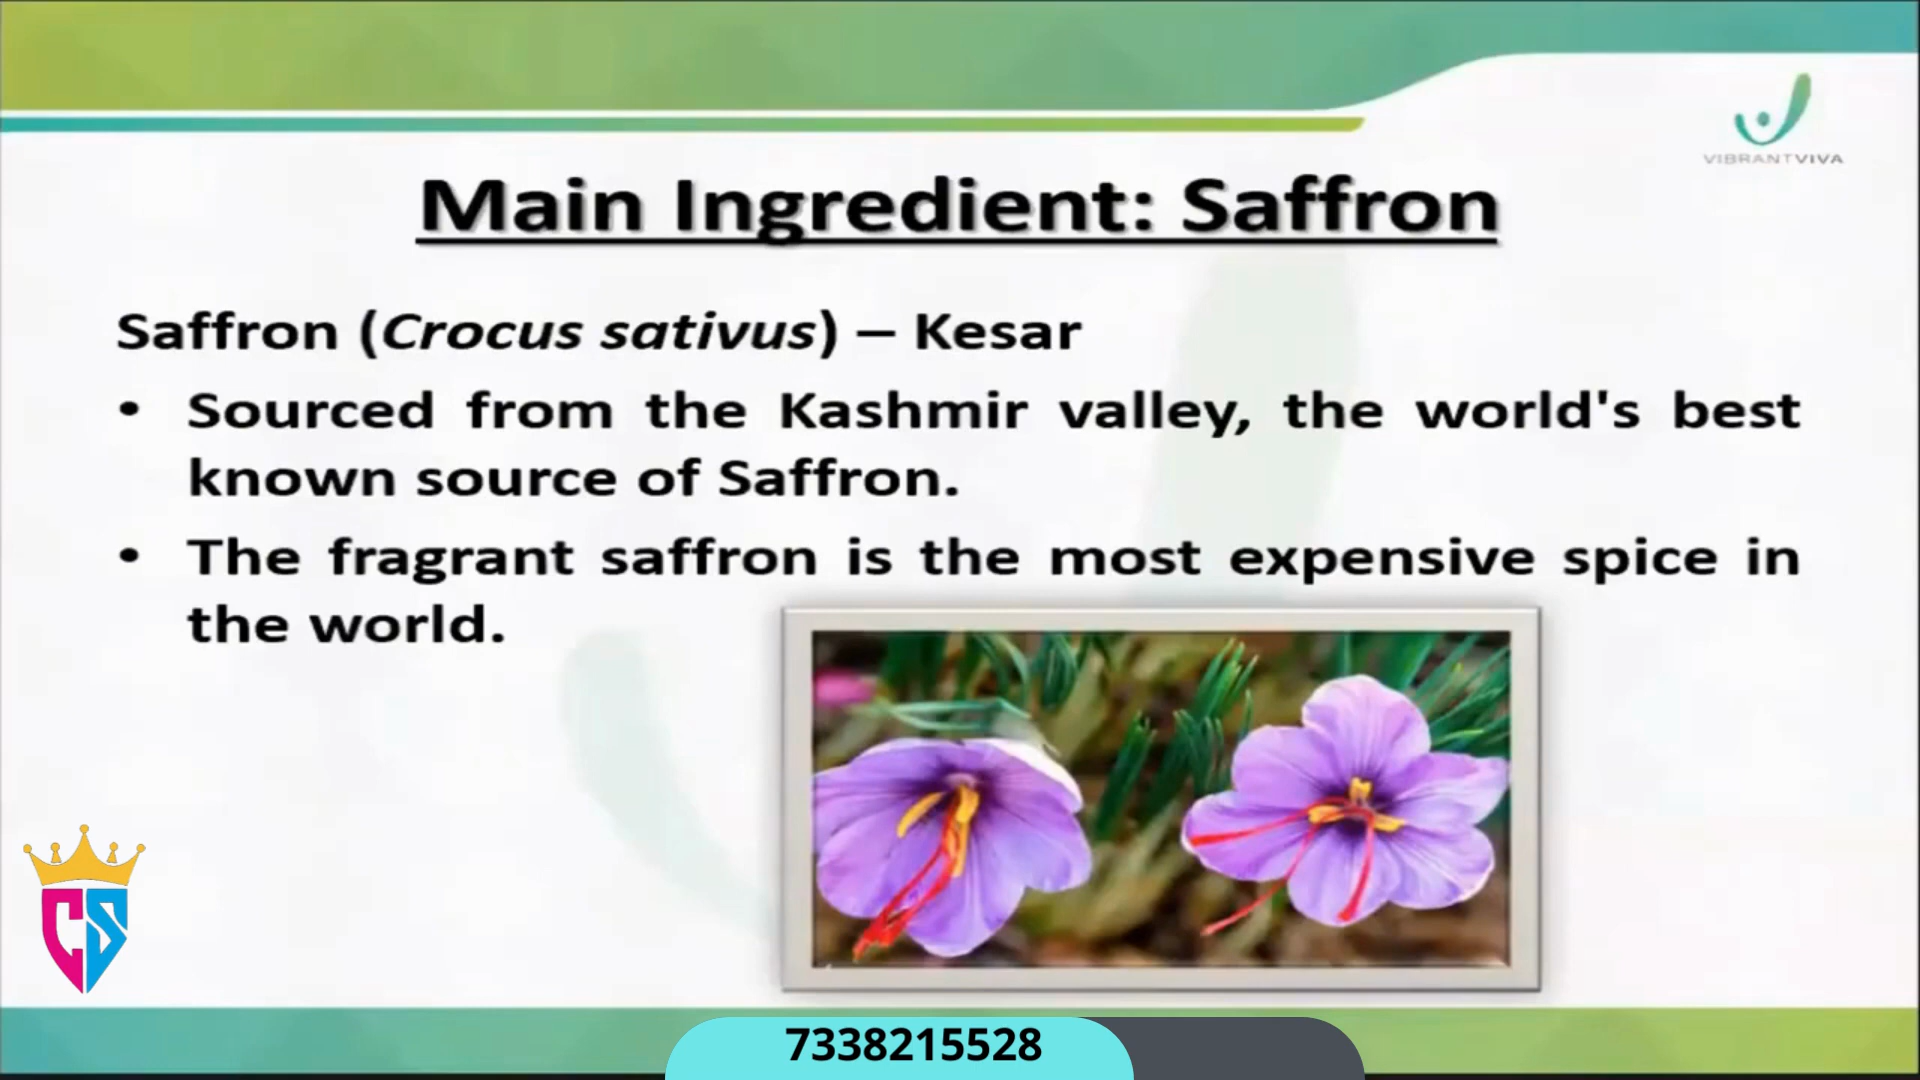 VIBRANTVIVA
Main Ingredient: Saffron
Saffron (Crocus sativus) – Kesar
• Sourced from the Kashmir valley, the world's best
known source of Saffron.
• The fragrant saffron is the most expensive spice in
the world.
CS
7338215528